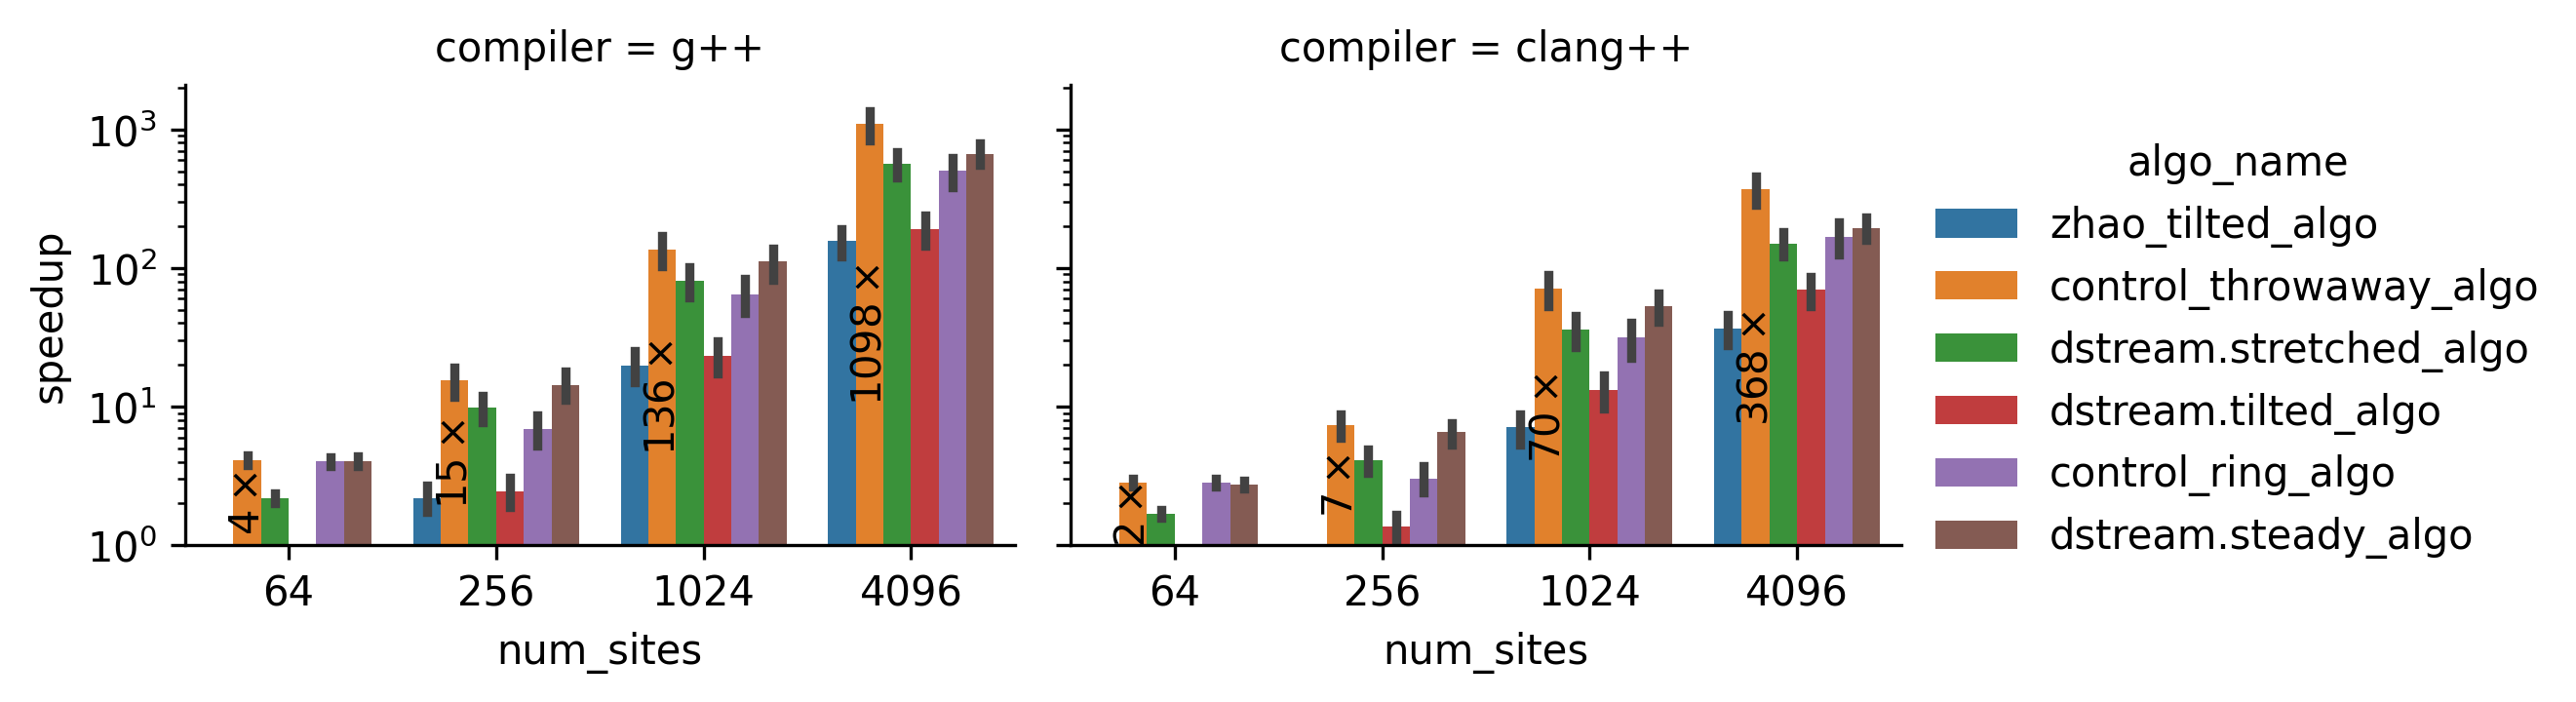 compiler = g++
compiler = clang++
speedup
10³
10²
10¹
10⁰
4 ×
15 ×
136 ×
1098 ×
64
256
1024
4096
num_sites
2 ×
7 ×
70 ×
368 ×
64
256
1024
4096
num_sites
algo_name
zhao_tilted_algo
control_throwaway_algo
dstream.stretched_algo
dstream.tilted_algo
control_ring_algo
dstream.steady_algo